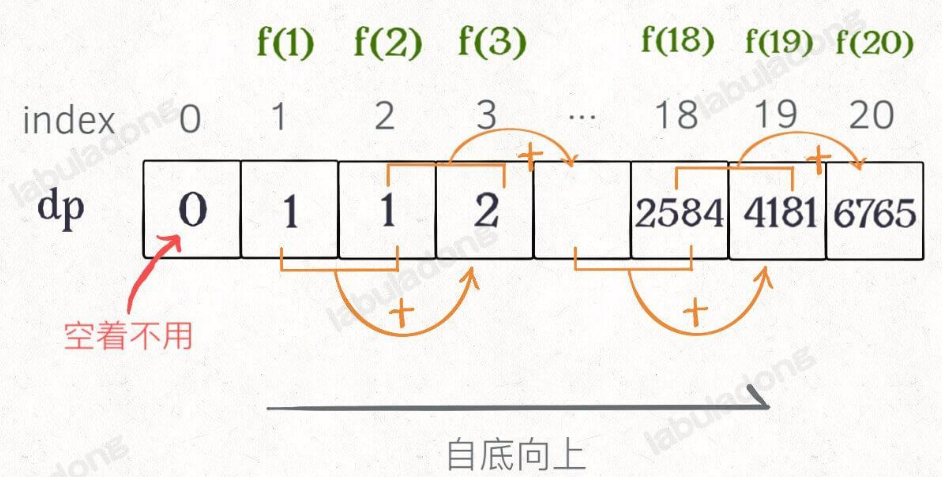 f(1) f(2) f(3) f(18) f(19) f(20)
index 0 1 2 3 ... 18 19 20
dp 0 1 1 2 2584 4181 6765
+ +
+ +
空着不用
自底向上
labuladong
labuladong
labuladong
labuladong
labuladong
dong